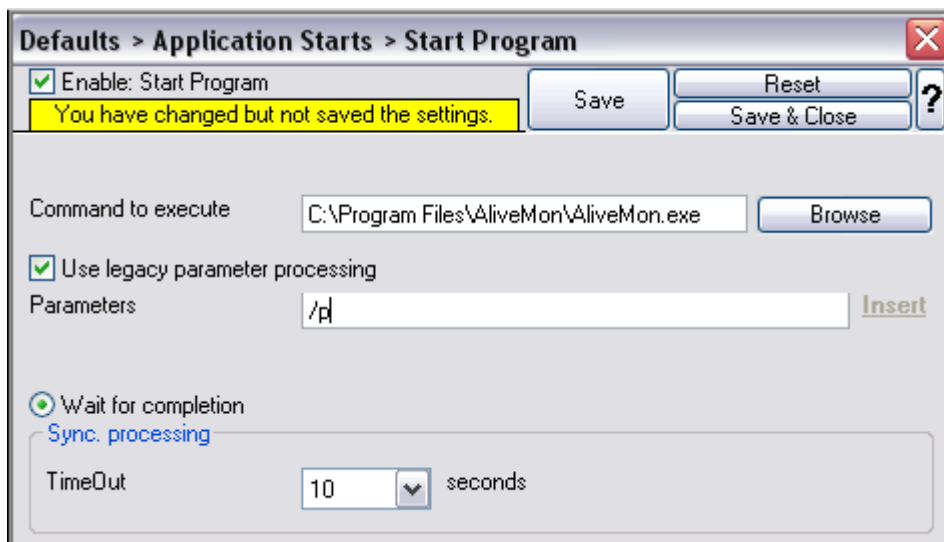 Defaults > Application Starts > Start Program
Enable: Start Program
You have changed but not saved the settings.
Save
Reset
Save & Close
?
Command to execute
C:\Program Files\AliveMon\AliveMon.exe
Browse
Use legacy parameter processing
Parameters
/p
Insert
Wait for completion
Sync. processing
TimeOut
10
seconds